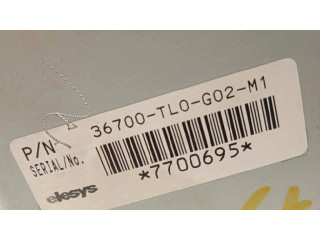 P/N 36700-TL0-G02-M1
SERIAL/No.
*7700695*
elesys